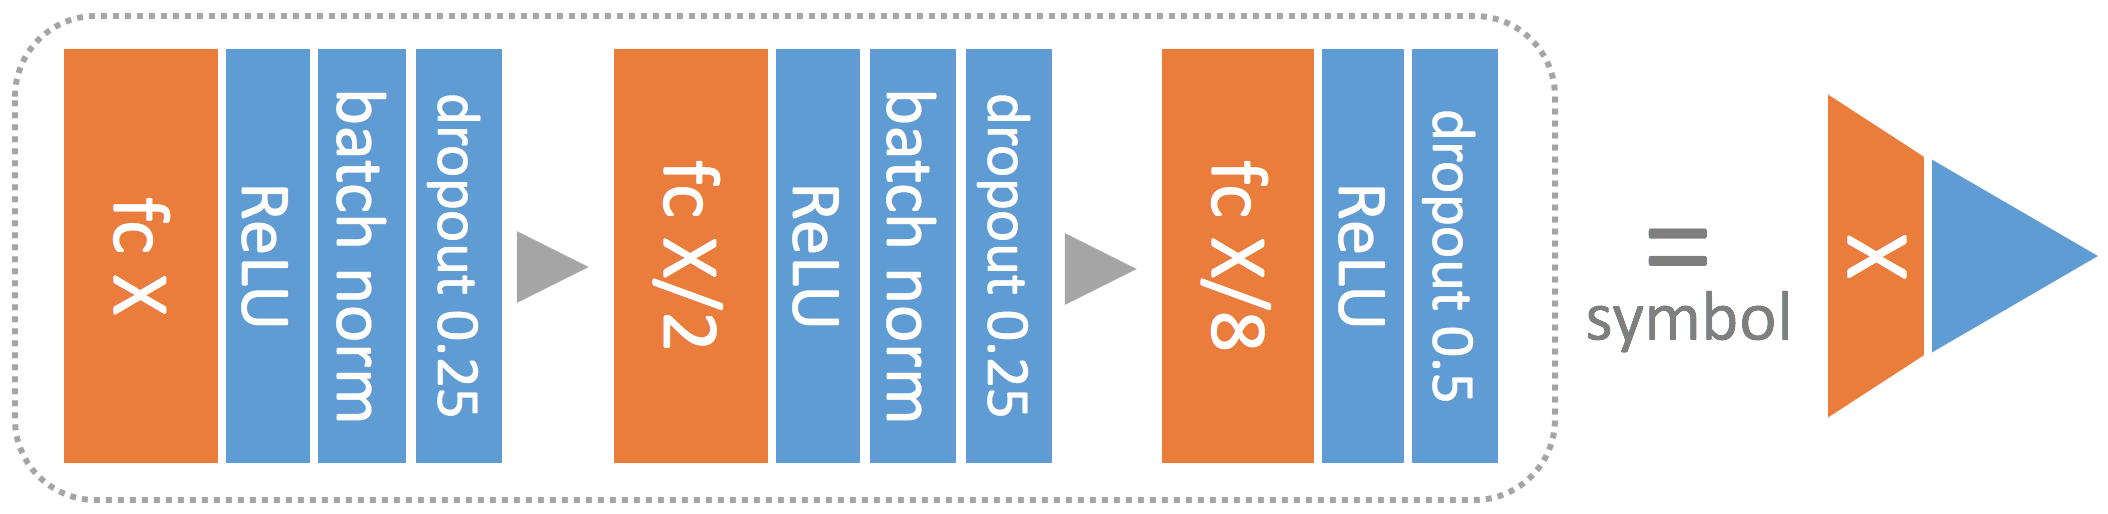 fc X
ReLU
batch norm
dropout 0.25
fc X/2
ReLU
batch norm
dropout 0.25
fc X/8
ReLU
dropout 0.5
=
symbol
X